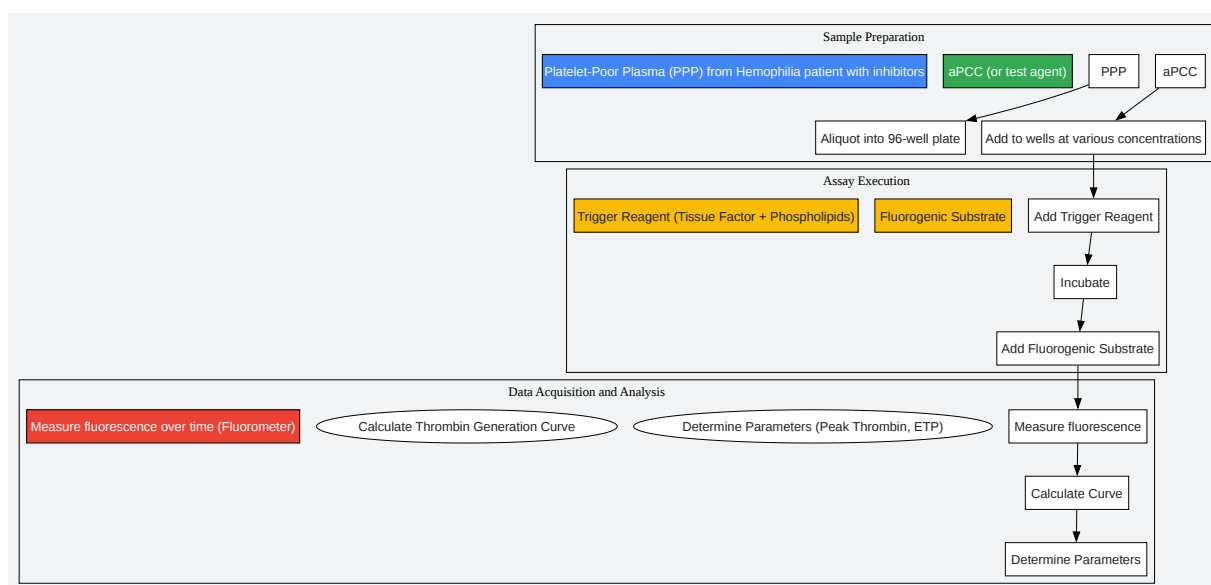 Sample Preparation
Platelet-Poor Plasma (PPP) from Hemophilia patient with inhibitors
aPCC (or test agent)
PPP
aPCC
Aliquot into 96-well plate
Add to wells at various concentrations
Assay Execution
Trigger Reagent (Tissue Factor + Phospholipids)
Fluorogenic Substrate
Add Trigger Reagent
Incubate
Add Fluorogenic Substrate
Data Acquisition and Analysis
Measure fluorescence over time (Fluorometer)
Calculate Thrombin Generation Curve
Determine Parameters (Peak Thrombin, ETP)
Measure fluorescence
Calculate Curve
Determine Parameters